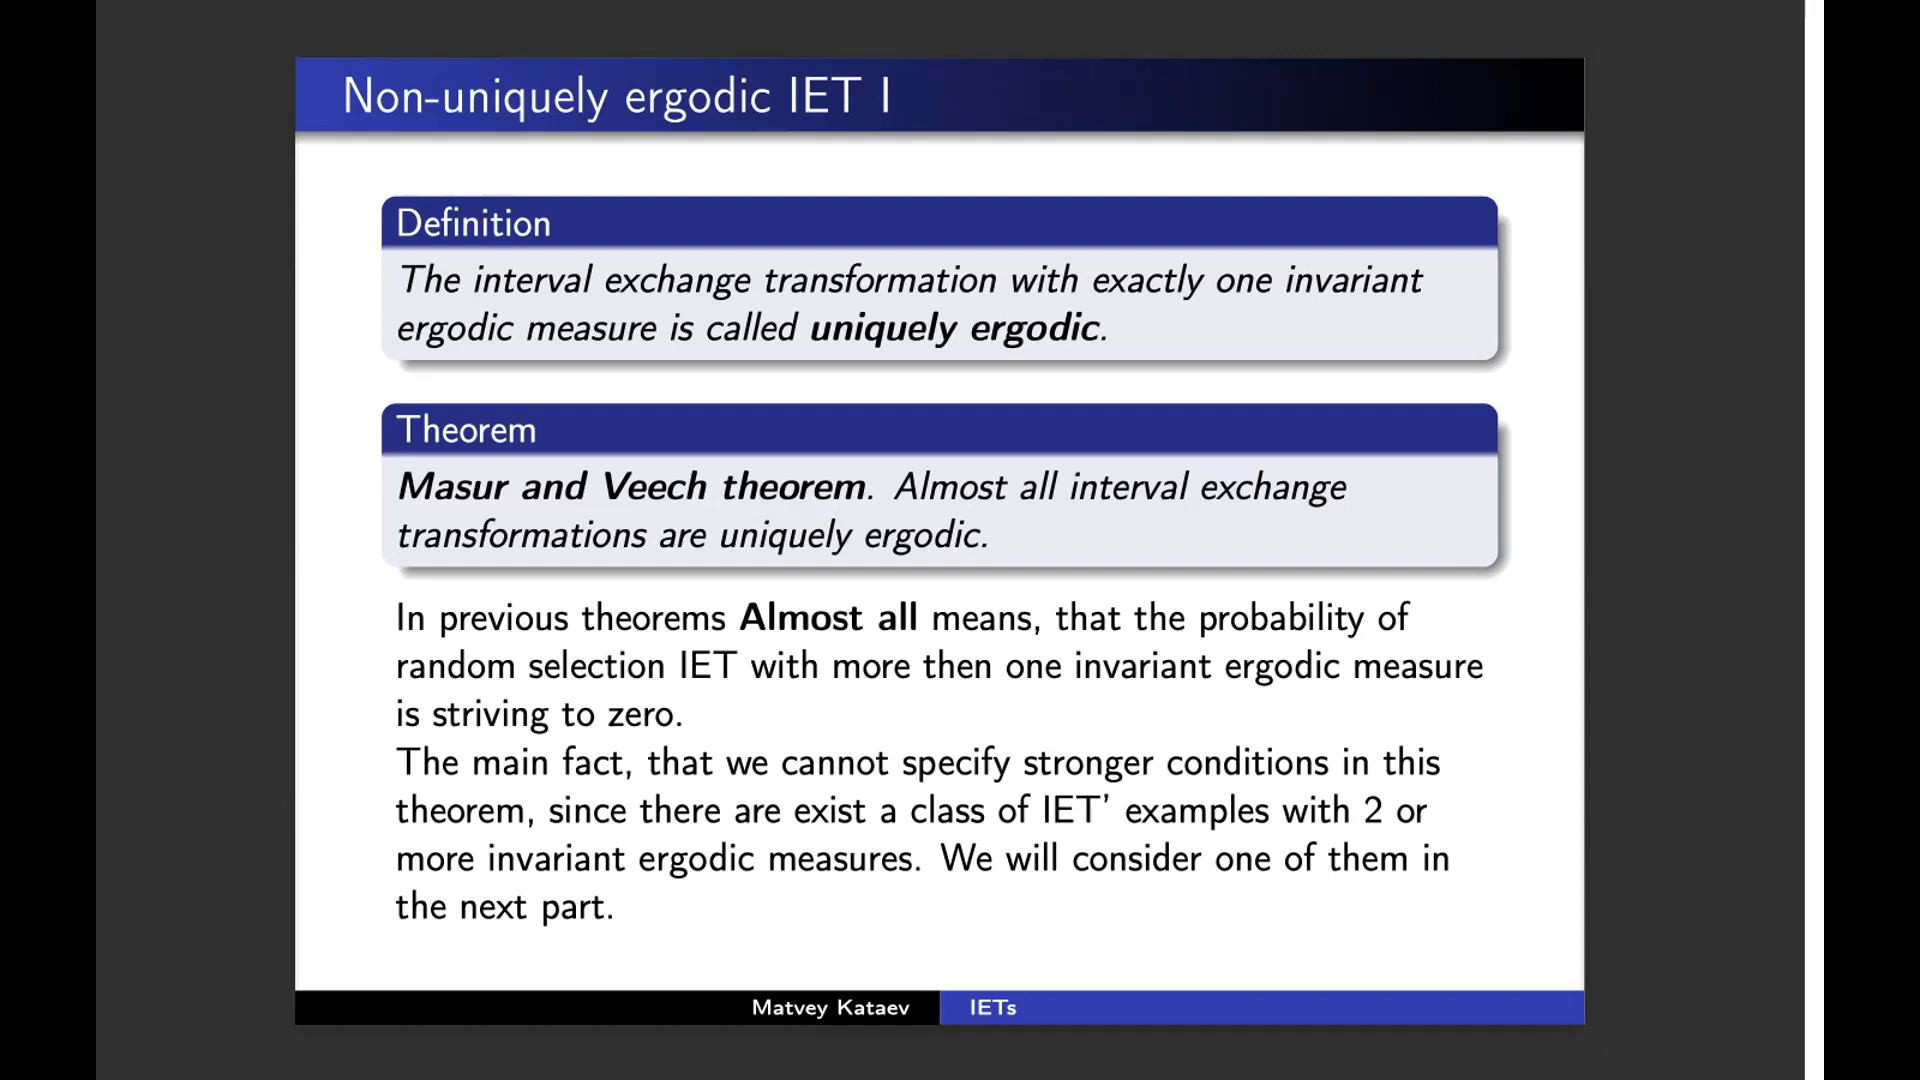 Non-uniquely ergodic IET I
Definition
The interval exchange transformation with exactly one invariant
ergodic measure is called uniquely ergodic.
Theorem
Masur and Veech theorem. Almost all interval exchange
transformations are uniquely ergodic.
In previous theorems Almost all means, that the probability of
random selection IET with more then one invariant ergodic measure
is striving to zero.
The main fact, that we cannot specify stronger conditions in this
theorem, since there are exist a class of IET’ examples with 2 or
more invariant ergodic measures. We will consider one of them in
the next part.
Matvey Kataev
IETs